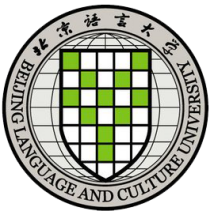 北京语言大学
BEIJING LANGUAGE AND CULTURE UNIVERSITY